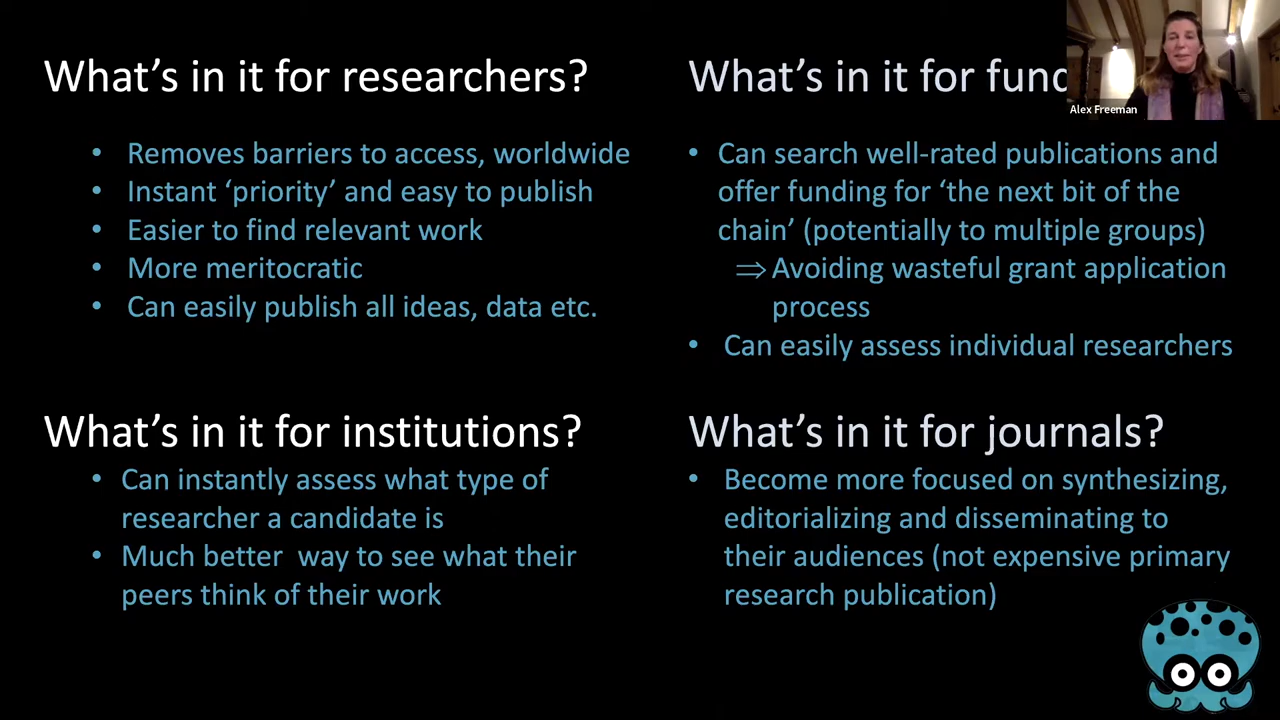 What's in it for researchers?
• Removes barriers to access, worldwide
• Instant ‘priority’ and easy to publish
• Easier to find relevant work
• More meritocratic
• Can easily publish all ideas, data etc.
What's in it for fund
Alex Freeman
• Can search well-rated publications and
offer funding for ‘the next bit of the
chain’ (potentially to multiple groups)
⇒ Avoiding wasteful grant application
process
• Can easily assess individual researchers
What's in it for institutions?
• Can instantly assess what type of
researcher a candidate is
• Much better way to see what their
peers think of their work
What's in it for journals?
• Become more focused on synthesizing,
editorializing and disseminating to
their audiences (not expensive primary
research publication)